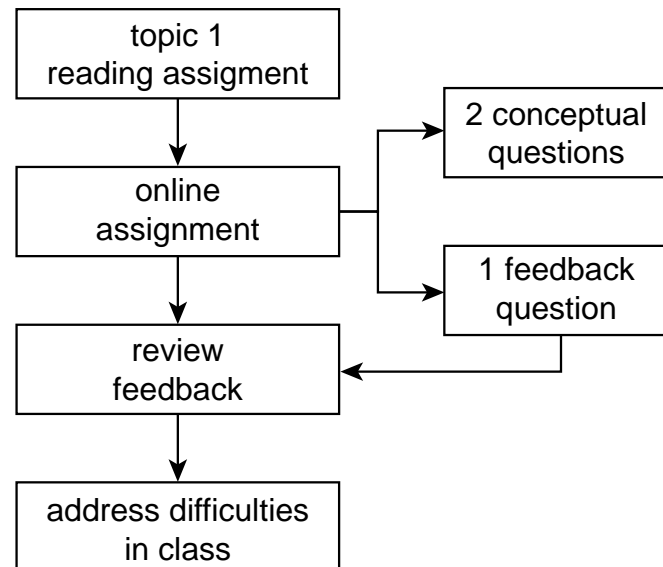 topic 1
reading assigment
2 conceptual
questions
online
assignment
1 feedback
question
review
feedback
address difficulties
in class